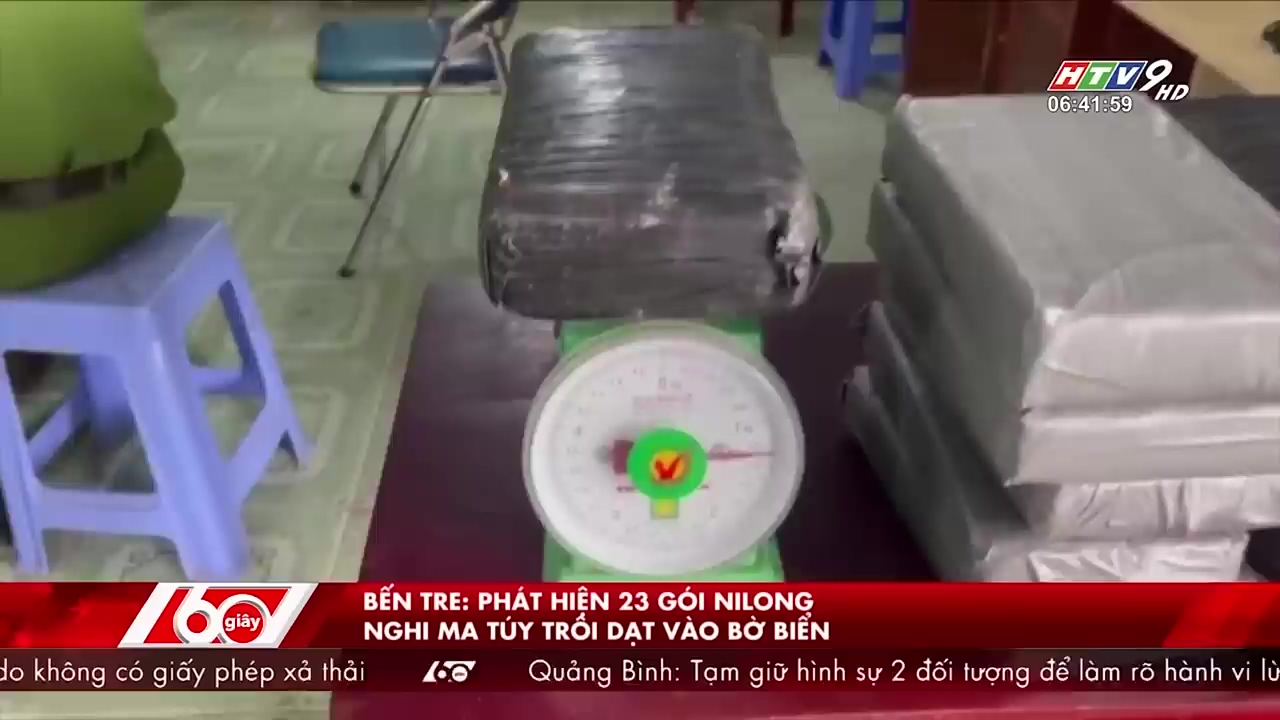 HTV9 HD
06:41:59
60 giây
BẾN TRE: PHÁT HIỆN 23 GÓI NILONG
NGHI MA TÚY TRÔI DẠT VÀO BỜ BIỂN
do không có giấy phép xả thải
60
Quảng Bình: Tạm giữ hình sự 2 đối tượng để làm rõ hành vi lừ